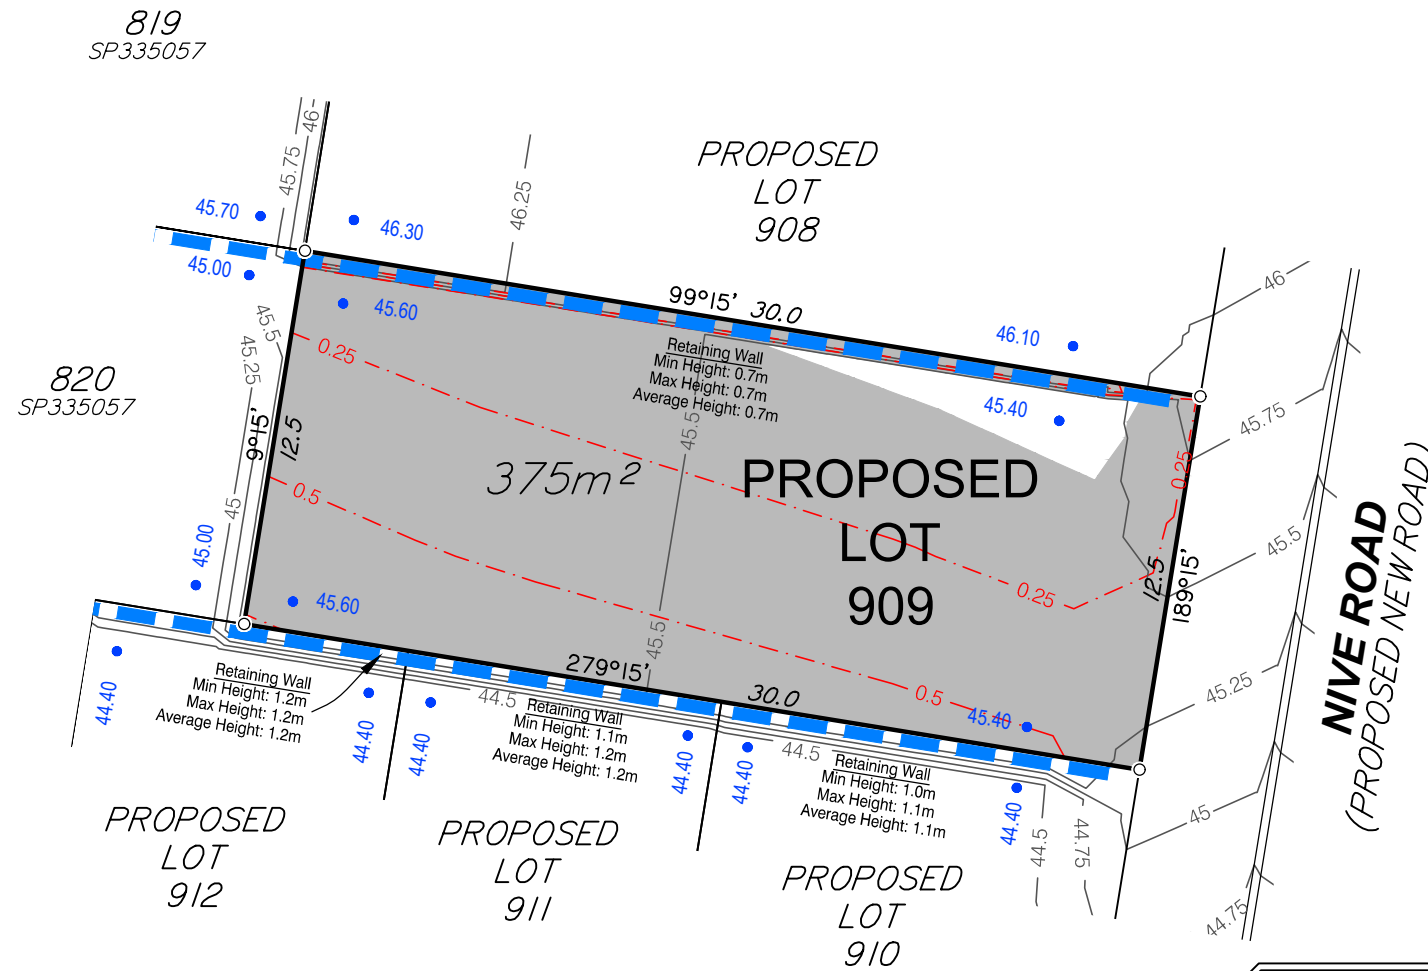 819
SP335057
46
45.75
46.25
PROPOSED
LOT
908
45.70
46.30
45.00
45.60
99°15' 30.0
46
46.10
45.40
Retaining Wall
Min Height: 0.7m
Max Height: 0.7m
Average Height: 0.7m
45.5
45.25
0.25
820
SP335057
9°15'
12.5
45.5
45.75
0.25
375m²
PROPOSED
LOT
909
0.5
45
45.00
45.60
0.25
12.5
189°15'
45.5
NIVE ROAD
(PROPOSED NEW ROAD)
45.5
279°15'
30.0
0.5
45.40
45.25
44.40
Retaining Wall
Min Height: 1.2m
Max Height: 1.2m
Average Height: 1.2m
44.40
44.40
44.5
Retaining Wall
Min Height: 1.1m
Max Height: 1.2m
Average Height: 1.2m
44.40
44.40
44.5
Retaining Wall
Min Height: 1.0m
Max Height: 1.1m
Average Height: 1.1m
44.40
44.5
44.75
45
44.75
PROPOSED
LOT
912
PROPOSED
LOT
911
PROPOSED
LOT
910